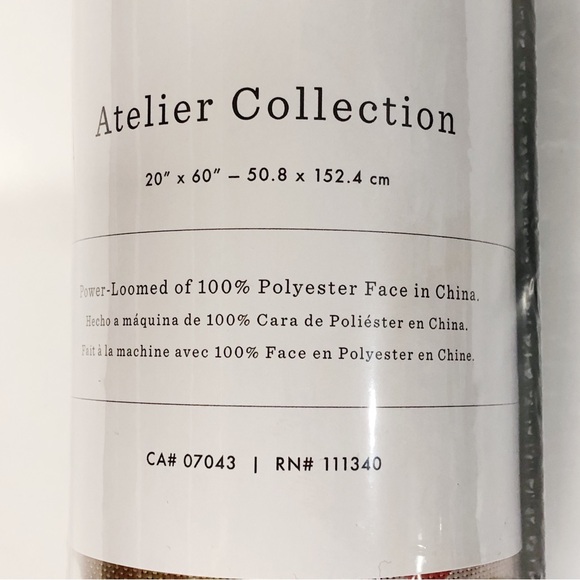 Atelier Collection
20" x 60" – 50.8 x 152.4 cm
Power-Loomed of 100% Polyester Face in China.
Hecho a máquina de 100% Cara de Poliéster en China.
Fait à la machine avec 100% Face en Polyester en Chine.
CA# 07043 | RN# 111340